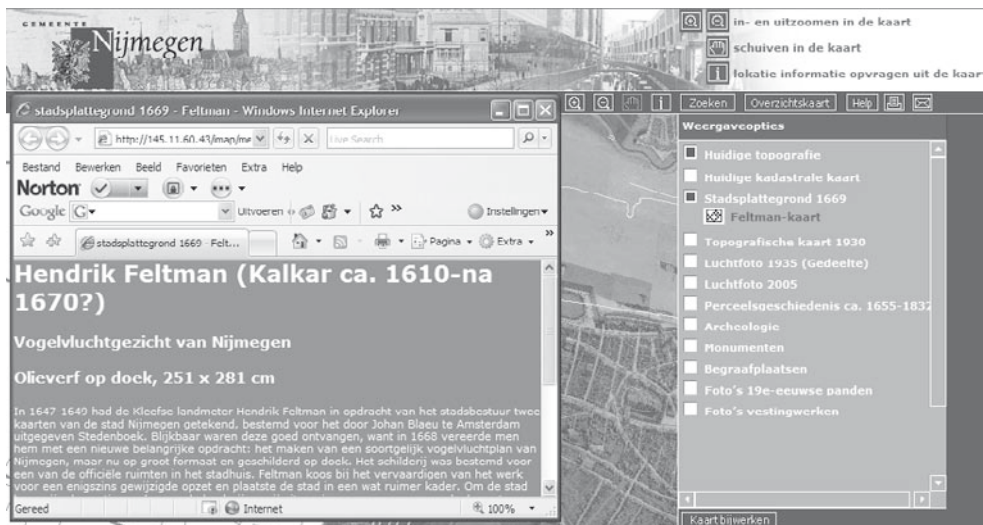 GEMEENTE
Nijmegen
in- en uitzoomen in de kaart
schuiven in de kaart
lokatie informatie opvragen uit de kaar
stadsplattegrond 1669 - Feltman - Windows Internet Explorer
http://145.11.60.43/map/me
Live Search
Bestand Bewerken Beeld Favorieten Extra Help
Norton
Google G Uitvoeren Instellingen
stadsplattegrond 1669 - Felt... Pagina Extra »
Hendrik Feltman (Kalkar ca. 1610-na
1670?)
Vogelvluchtgezicht van Nijmegen
Olieverf op doek, 251 x 281 cm
In 1647 1649 had de Kleefse landmeter Hendrik Feltman in opdracht van het stadsbestuur twee
kaarten van de stad Nijmegen getekend, bestemd voor het door Johan Blaeu te Amsterdam
uitgegeven Stedenboek. Blijkbaar waren deze goed ontvangen, want in 1668 vereerde men
hem met een nieuwe belangrijke opdracht: het maken van een soortgelijk vogelvluchtplan van
Nijmegen, maar nu op groot formaat en geschilderd op doek. Het schilderij was bestemd voor
een van de officiële ruimten in het stadhuis. Feltman koos bij het vervaardigen van het werk
voor een enigszins gewijzigde opzet en plaatste de stad in een wat ruimer kader. Om de stad
Gereed Internet 100%
Zoeken Overzichtskaart Help
Weergaveopties
Huidige topografie
Huidige kadastrale kaart
Stadsplattegrond 1669
Feltman-kaart
Topografische kaart 1930
Luchtfoto 1935 (Gedeelte)
Luchtfoto 2005
Perceelsgeschiedenis ca. 1655-1832
Archeologie
Monumenten
Begraafplaatsen
Foto's 19e-eeuwse panden
Foto's vestingwerken
Kaart bijwerken